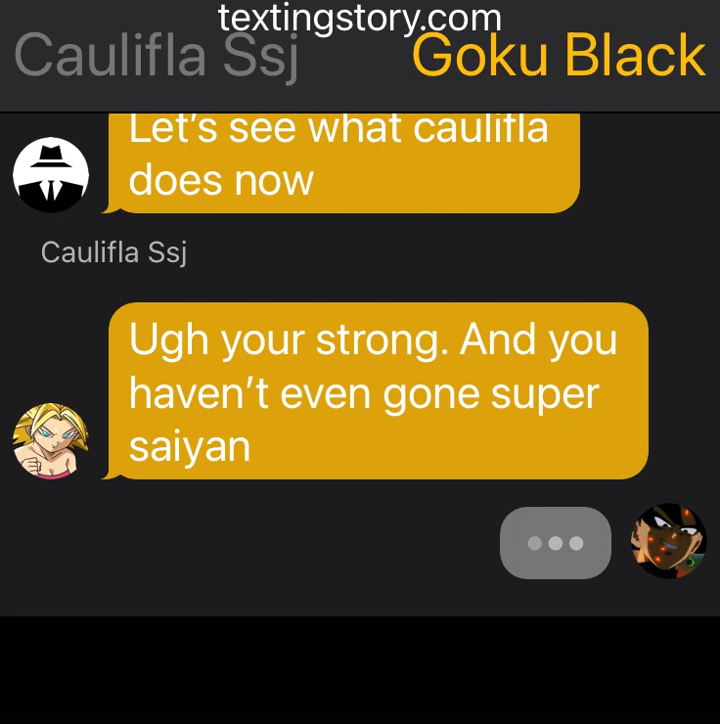 textingstory.com
Caulifla Ssj Goku Black
Let's see what caulifla
does now
Caulifla Ssj
Ugh your strong. And you
haven't even gone super
saiyan